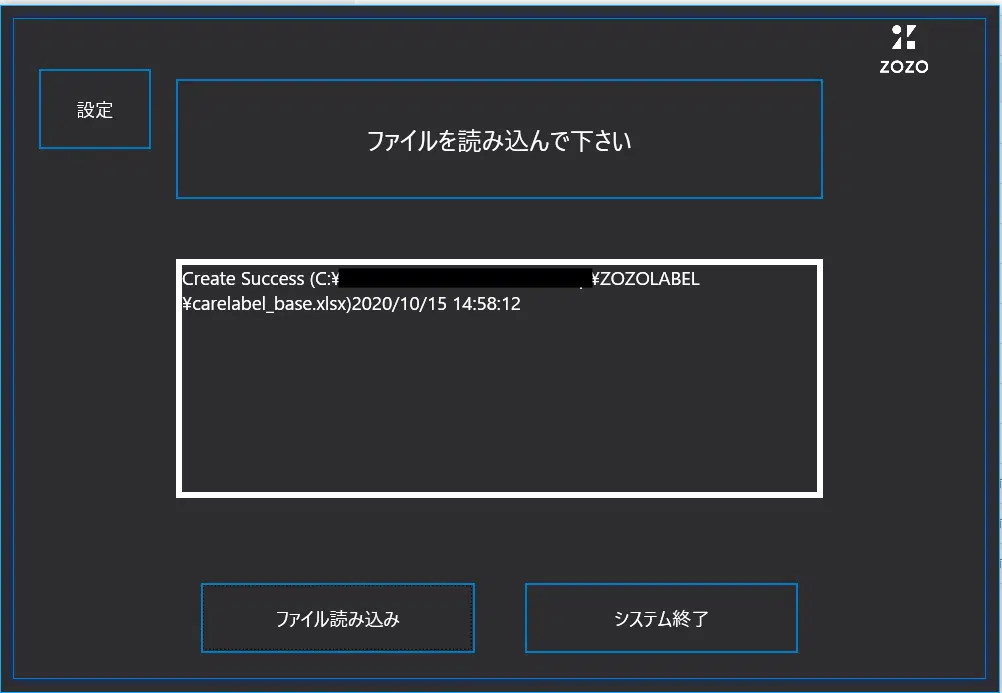 ZOZO
設定
ファイルを読み込んで下さい
Create Success (C:¥ ¥ZOZOLABEL
¥carelabel_base.xlsx)2020/10/15 14:58:12
ファイル読み込み
システム終了